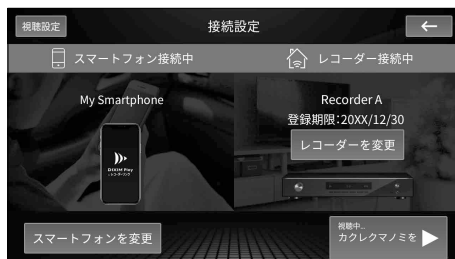 視聴設定
接続設定
スマートフォン接続中
レコーダー接続中
My Smartphone
Recorder A
登録期限:20XX/12/30
レコーダーを変更
DiXiM Play
スマートフォンを変更
視聴中...
カクレクマノミを